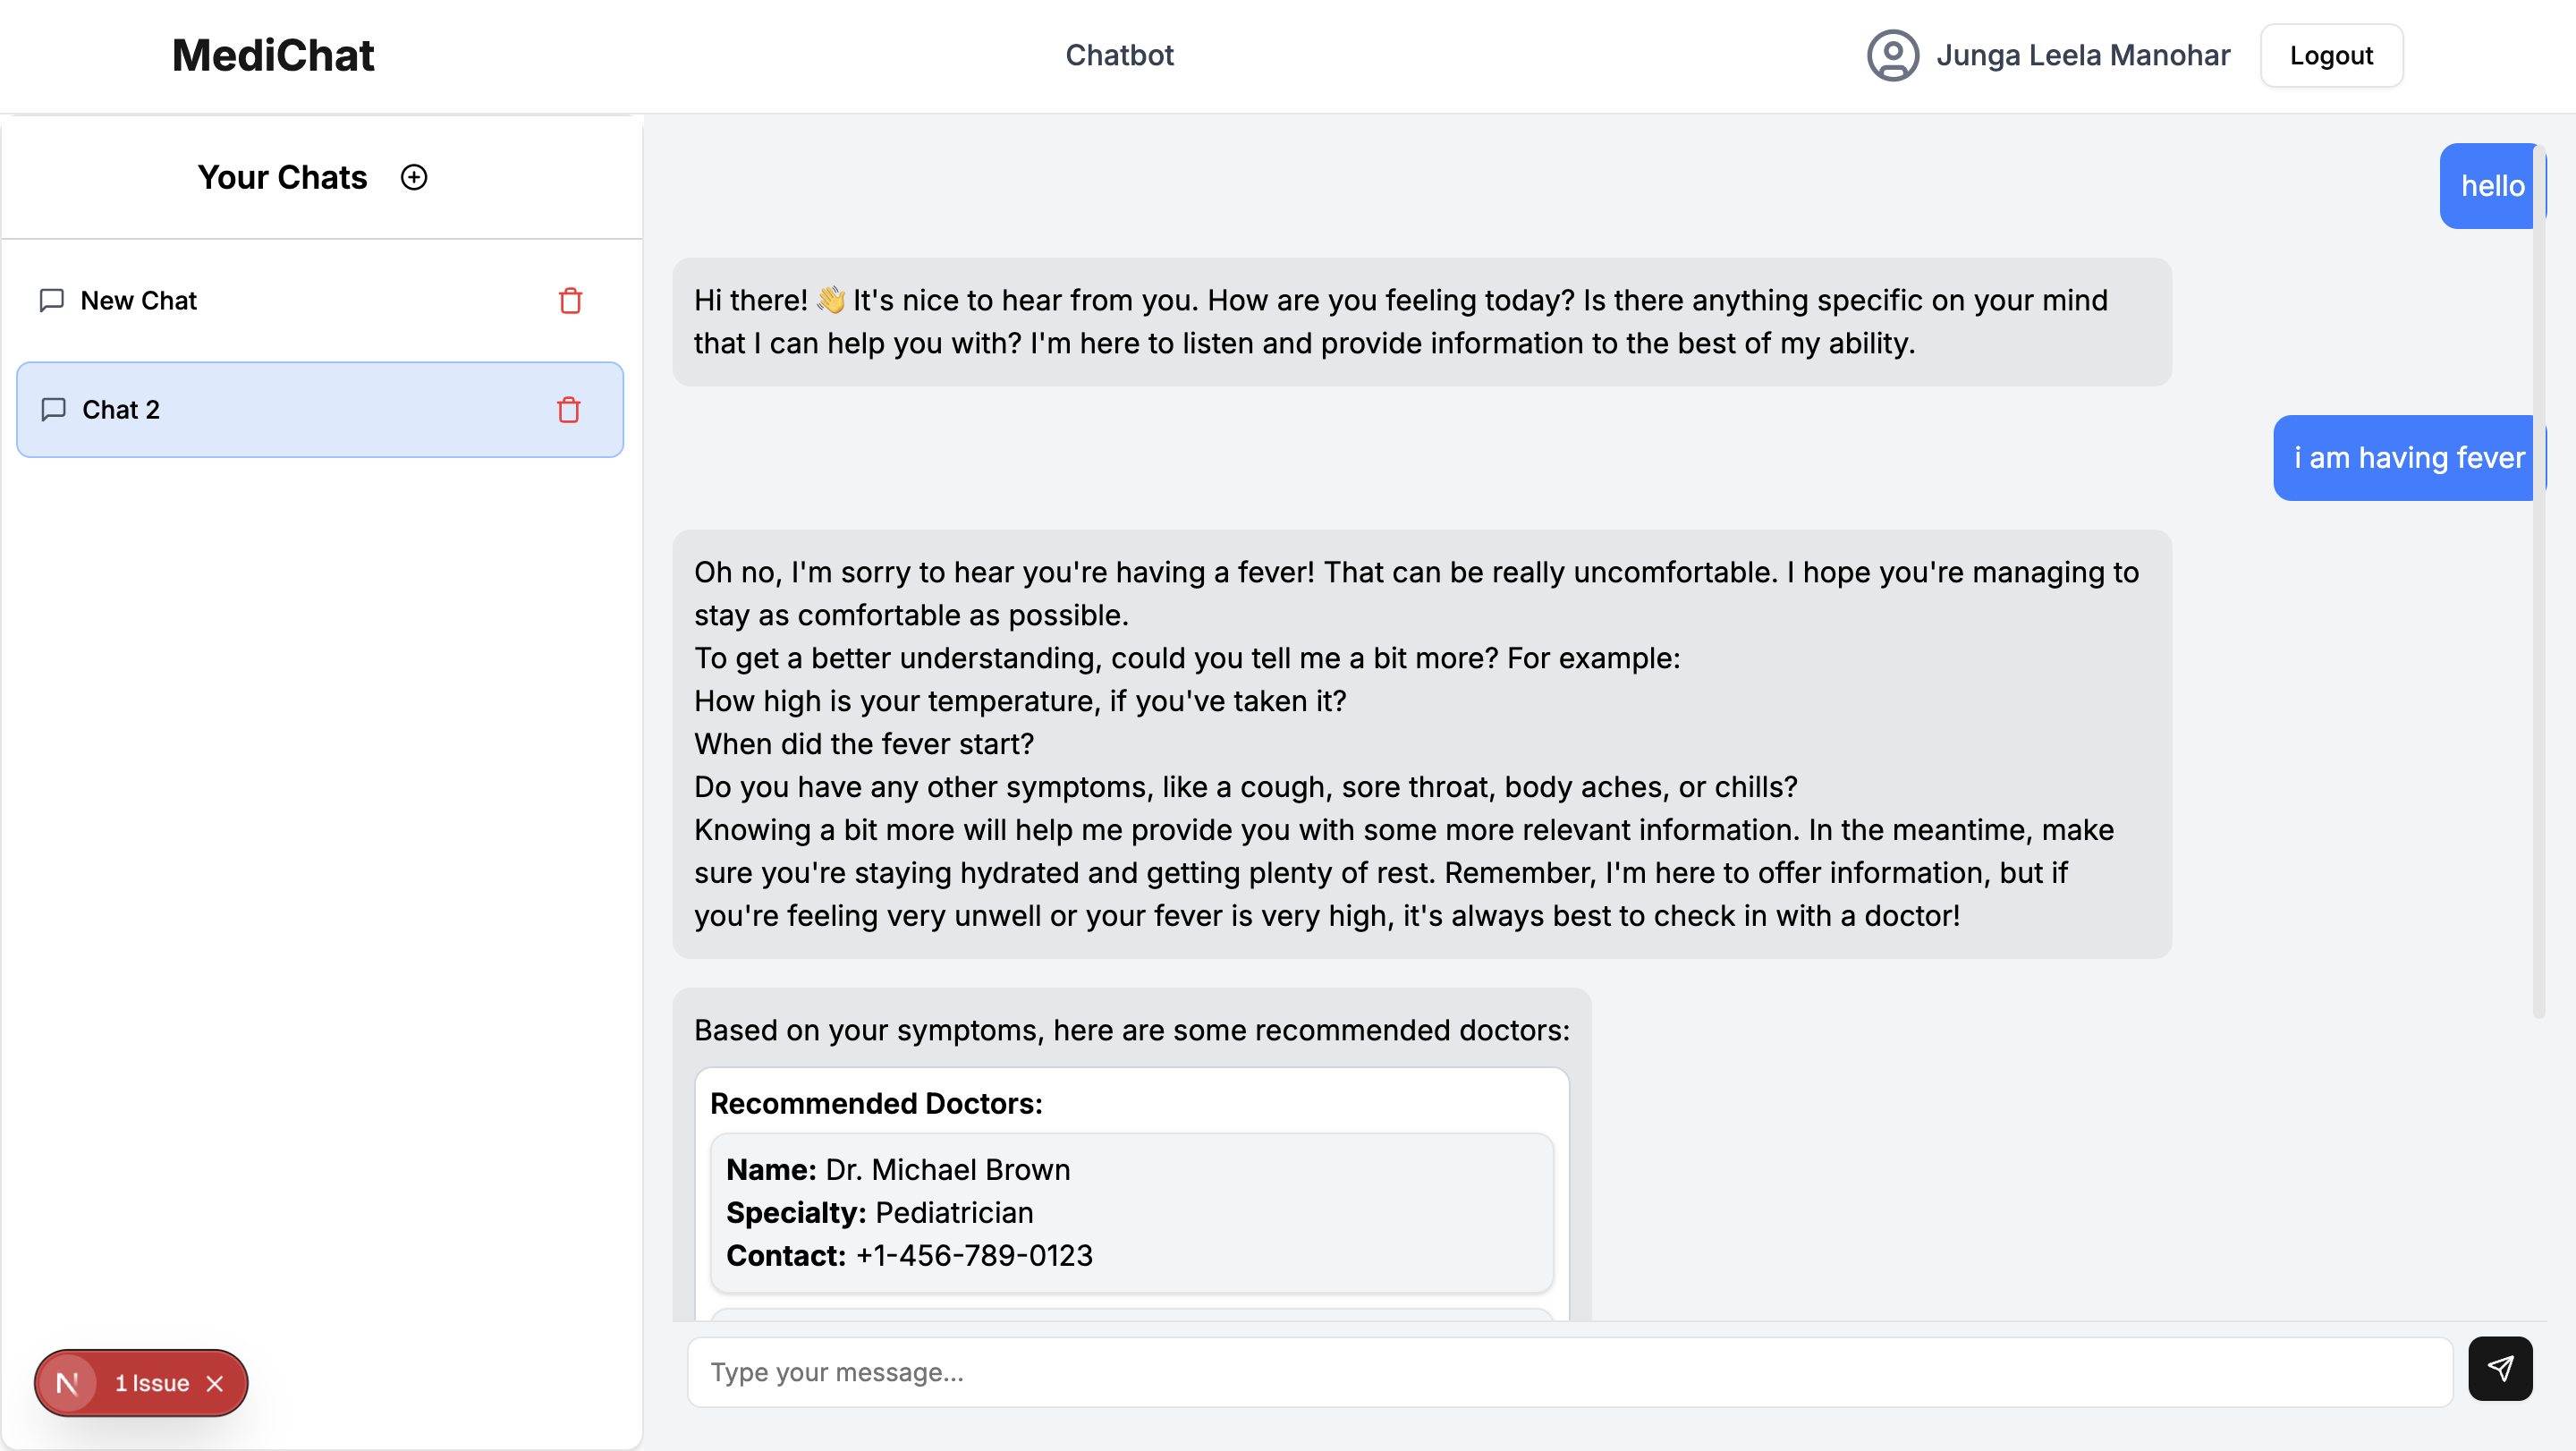 MediChat
Chatbot
Junga Leela Manohar
Logout
Your Chats
New Chat
Chat 2
hello
Hi there! 👋 It's nice to hear from you. How are you feeling today? Is there anything specific on your mind
that I can help you with? I'm here to listen and provide information to the best of my ability.
i am having fever
Oh no, I'm sorry to hear you're having a fever! That can be really uncomfortable. I hope you're managing to
stay as comfortable as possible.
To get a better understanding, could you tell me a bit more? For example:
How high is your temperature, if you've taken it?
When did the fever start?
Do you have any other symptoms, like a cough, sore throat, body aches, or chills?
Knowing a bit more will help me provide you with some more relevant information. In the meantime, make
sure you're staying hydrated and getting plenty of rest. Remember, I'm here to offer information, but if
you're feeling very unwell or your fever is very high, it's always best to check in with a doctor!
Based on your symptoms, here are some recommended doctors:
Recommended Doctors:
Name: Dr. Michael Brown
Specialty: Pediatrician
Contact: +1-456-789-0123
N 1 Issue
Type your message...